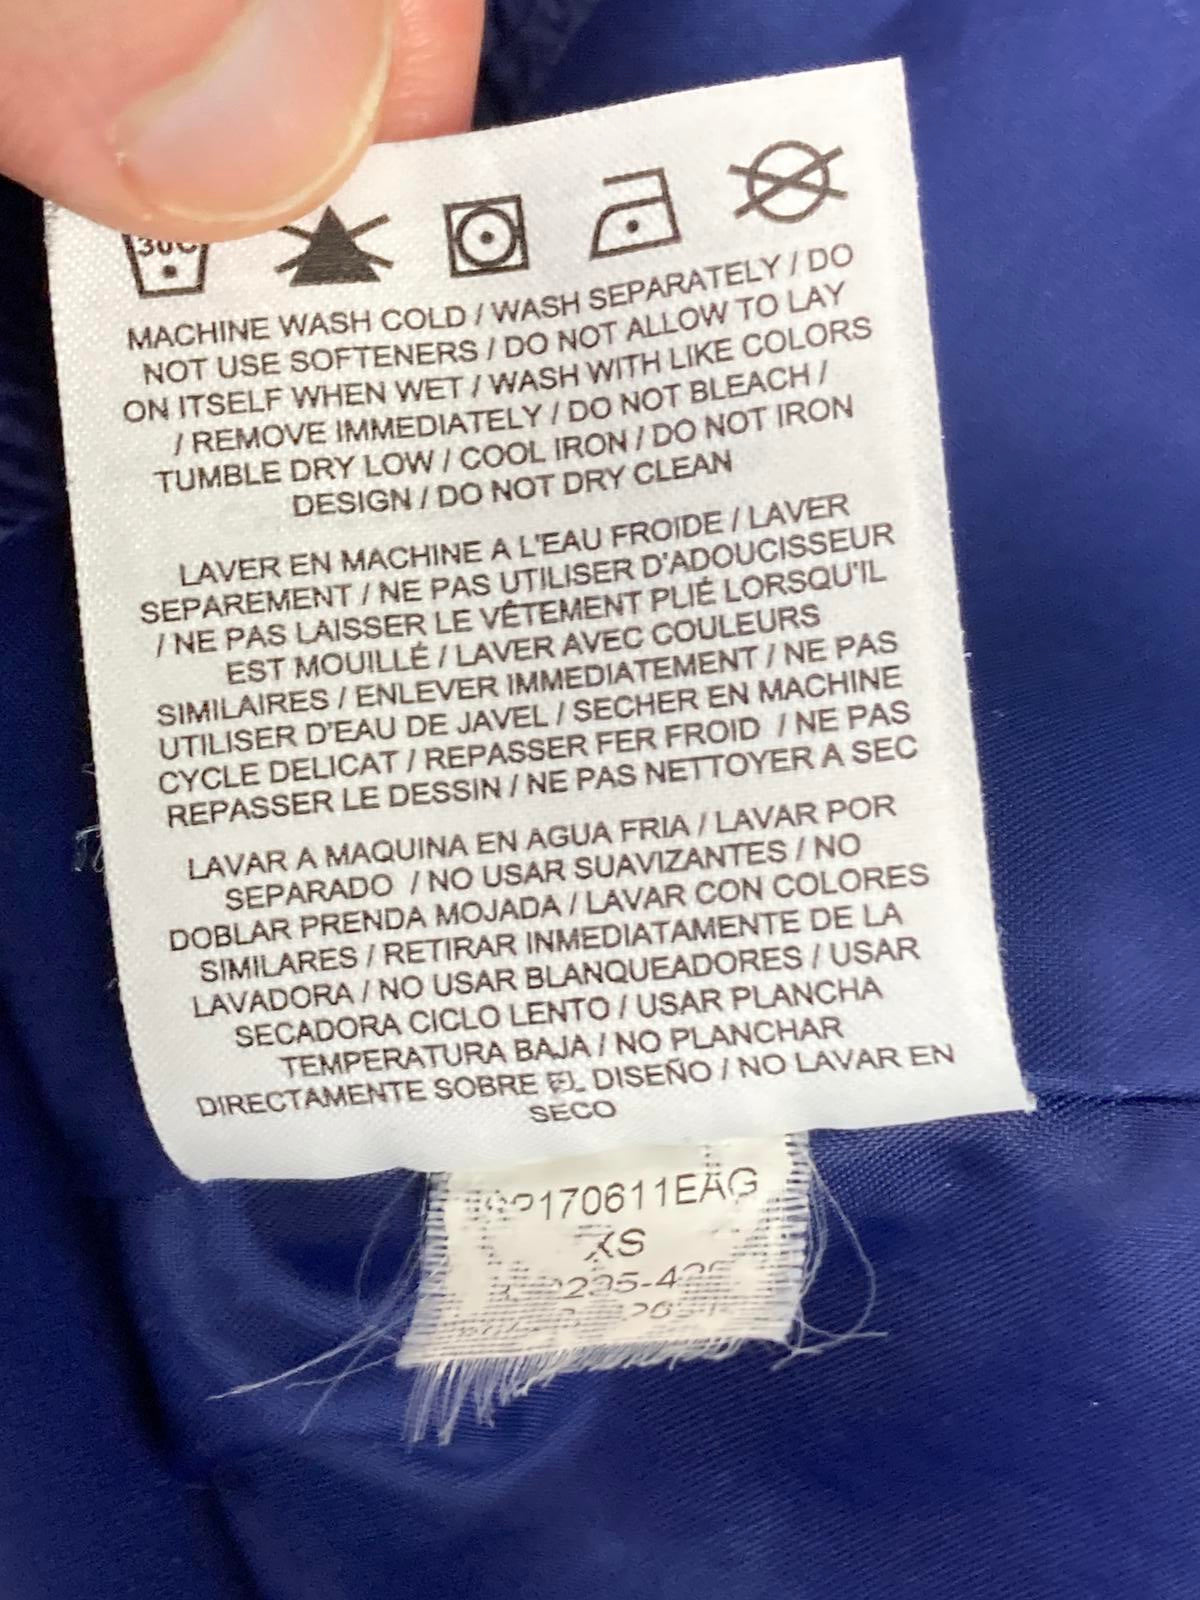 30C
MACHINE WASH COLD / WASH SEPARATELY / DO
NOT USE SOFTENERS / DO NOT ALLOW TO LAY
ON ITSELF WHEN WET / WASH WITH LIKE COLORS
/ REMOVE IMMEDIATELY / DO NOT BLEACH /
TUMBLE DRY LOW / COOL IRON / DO NOT IRON
DESIGN / DO NOT DRY CLEAN
LAVER EN MACHINE A L'EAU FROIDE / LAVER
SEPAREMENT / NE PAS UTILISER D'ADOUCISSEUR
/ NE PAS LAISSER LE VÊTEMENT PLIÉ LORSQU'IL
EST MOUILLÉ / LAVER AVEC COULEURS
SIMILAIRES / ENLEVER IMMEDIATEMENT / NE PAS
UTILISER D'EAU DE JAVEL / SECHER EN MACHINE
CYCLE DELICAT / REPASSER FER FROID / NE PAS
REPASSER LE DESSIN / NE PAS NETTOYER A SEC
LAVAR A MAQUINA EN AGUA FRIA / LAVAR POR
SEPARADO / NO USAR SUAVIZANTES / NO
DOBLAR PRENDA MOJADA / LAVAR CON COLORES
SIMILARES / RETIRAR INMEDIATAMENTE DE LA
LAVADORA / NO USAR BLANQUEADORES / USAR
SECADORA CICLO LENTO / USAR PLANCHA
TEMPERATURA BAJA / NO PLANCHAR
DIRECTAMENTE SOBRE EL DISEÑO / NO LAVAR EN
SECO
XS